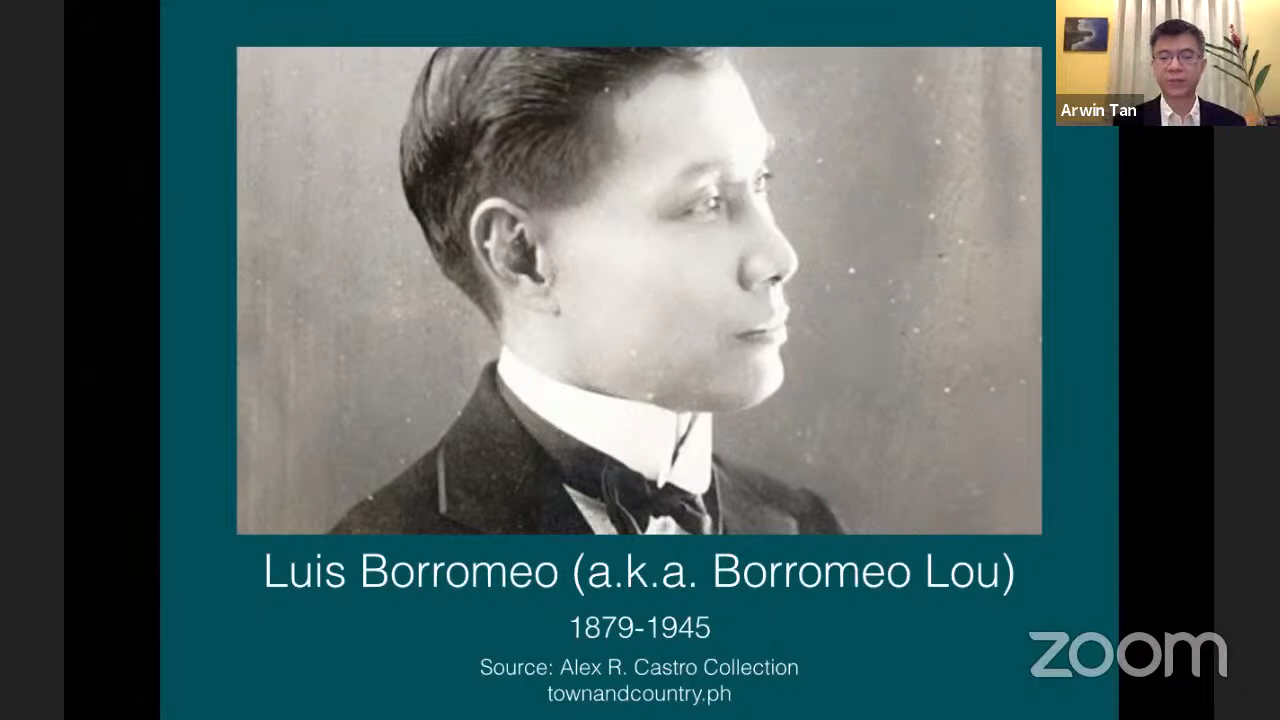 Arwin Tan
Luis Borromeo (a.k.a. Borromeo Lou)
1879-1945
Source: Alex R. Castro Collection
townandcountry.ph
zoom